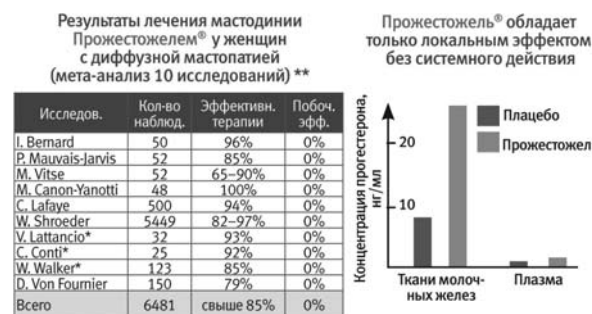 Результаты лечения мастодинии
Прожестожелем® у женщин
с диффузной мастопатией
(мета-анализ 10 исследований) **
Исследов. Кол-во наблюд. Эффективн. терапии Побоч. эфф.
I. Bernard 50 96% 0%
P. Mauvais-Jarvis 52 85% 0%
M. Vitse 52 65–90% 0%
M. Canon-Yanotti 48 100% 0%
C. Lafaye 500 94% 0%
W. Shroeder 5449 82–97% 0%
V. Lattancio* 32 93% 0%
C. Conti* 25 92% 0%
W. Walker* 123 85% 0%
D. Von Fournier 150 79% 0%
Всего 6481 свыше 85% 0%
Прожестожель® обладает
только локальным эффектом
без системного действия
Концентрация прогестерона,
нг/мл
20
10
Плацебо
Прожестожел
Ткани молоч-
ных желез
Плазма